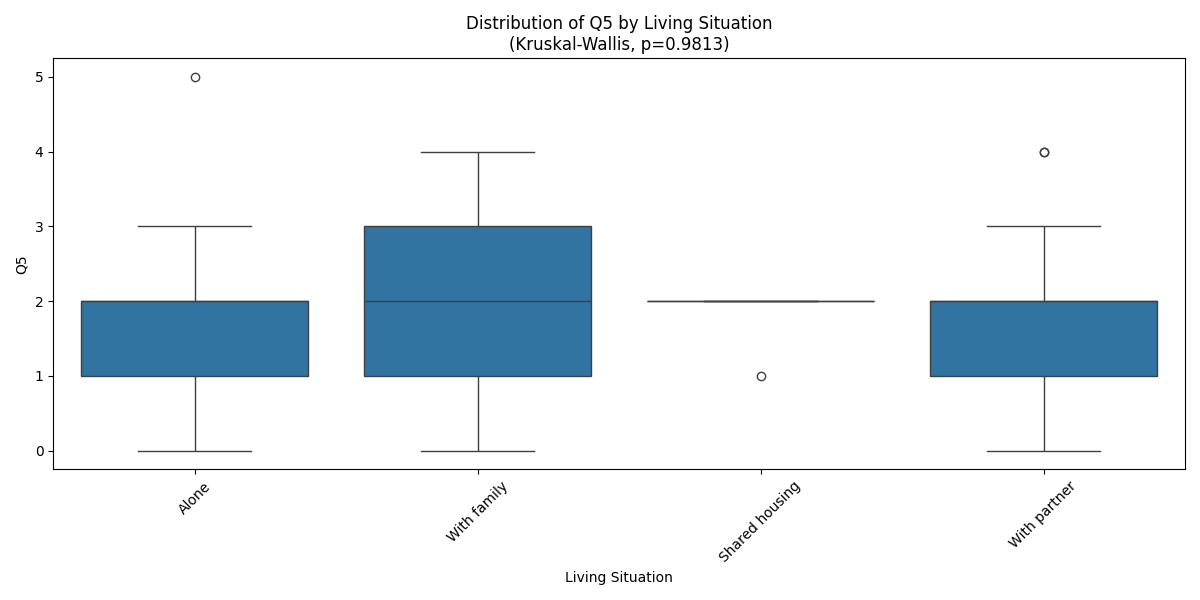 Distribution of Q5 by Living Situation
(Kruskal-Wallis, p=0.9813)
Q5
5
4
3
2
1
0
Alone
With family
Shared housing
With partner
Living Situation